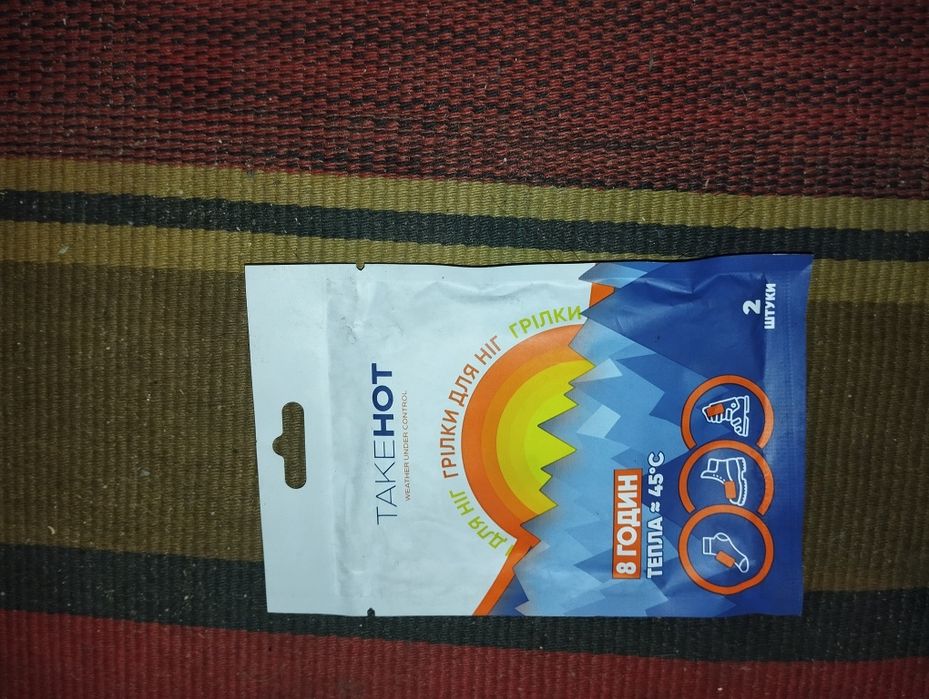 TAKEHOT
WEATHER UNDER CONTROL
ДЛЯ НІГ ГРІЛКИ ДЛЯ НІГ ГРІЛКИ
8 ГОДИН
ТЕПЛА ≈ 45°C
2
ШТУКИ